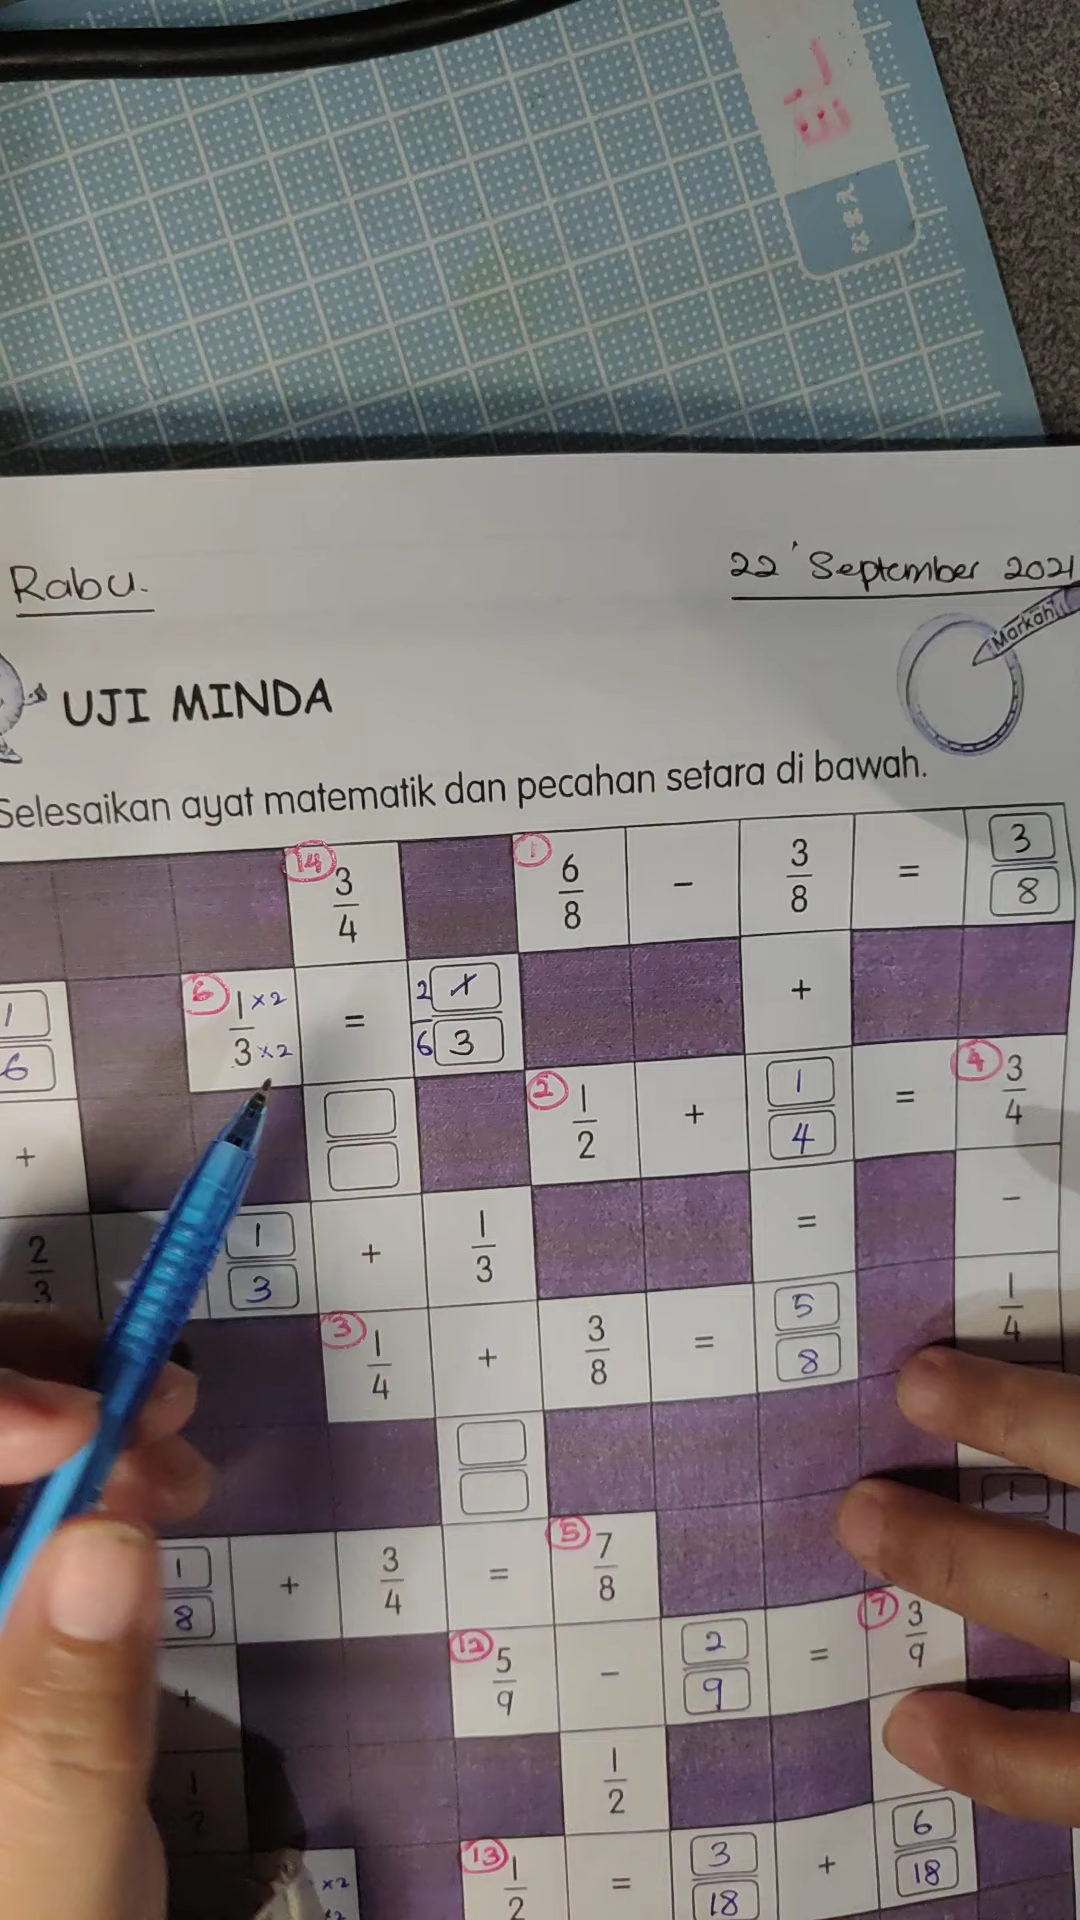 Rabu.
22 September 2021
Markah
UJI MINDA
Selesaikan ayat matematik dan pecahan setara di bawah.
14 3/4 1 6/8 - 3/8 = 3/8
1/6 6 1/3 ×2 ×2 = 2/6 1/3 +
+ 2 1/2 + 1/4 = 4 3/4
2/3 1/3 + 1/3 = -
3 1/4 + 3/8 = 5/8 1/4
1
1/8 + 3/4 = 5 7/8
+ 12 5/9 - 2/9 = 7 3/9
1/2 1/2
×2 ×2 13 1/2 = 3/18 + 6/18